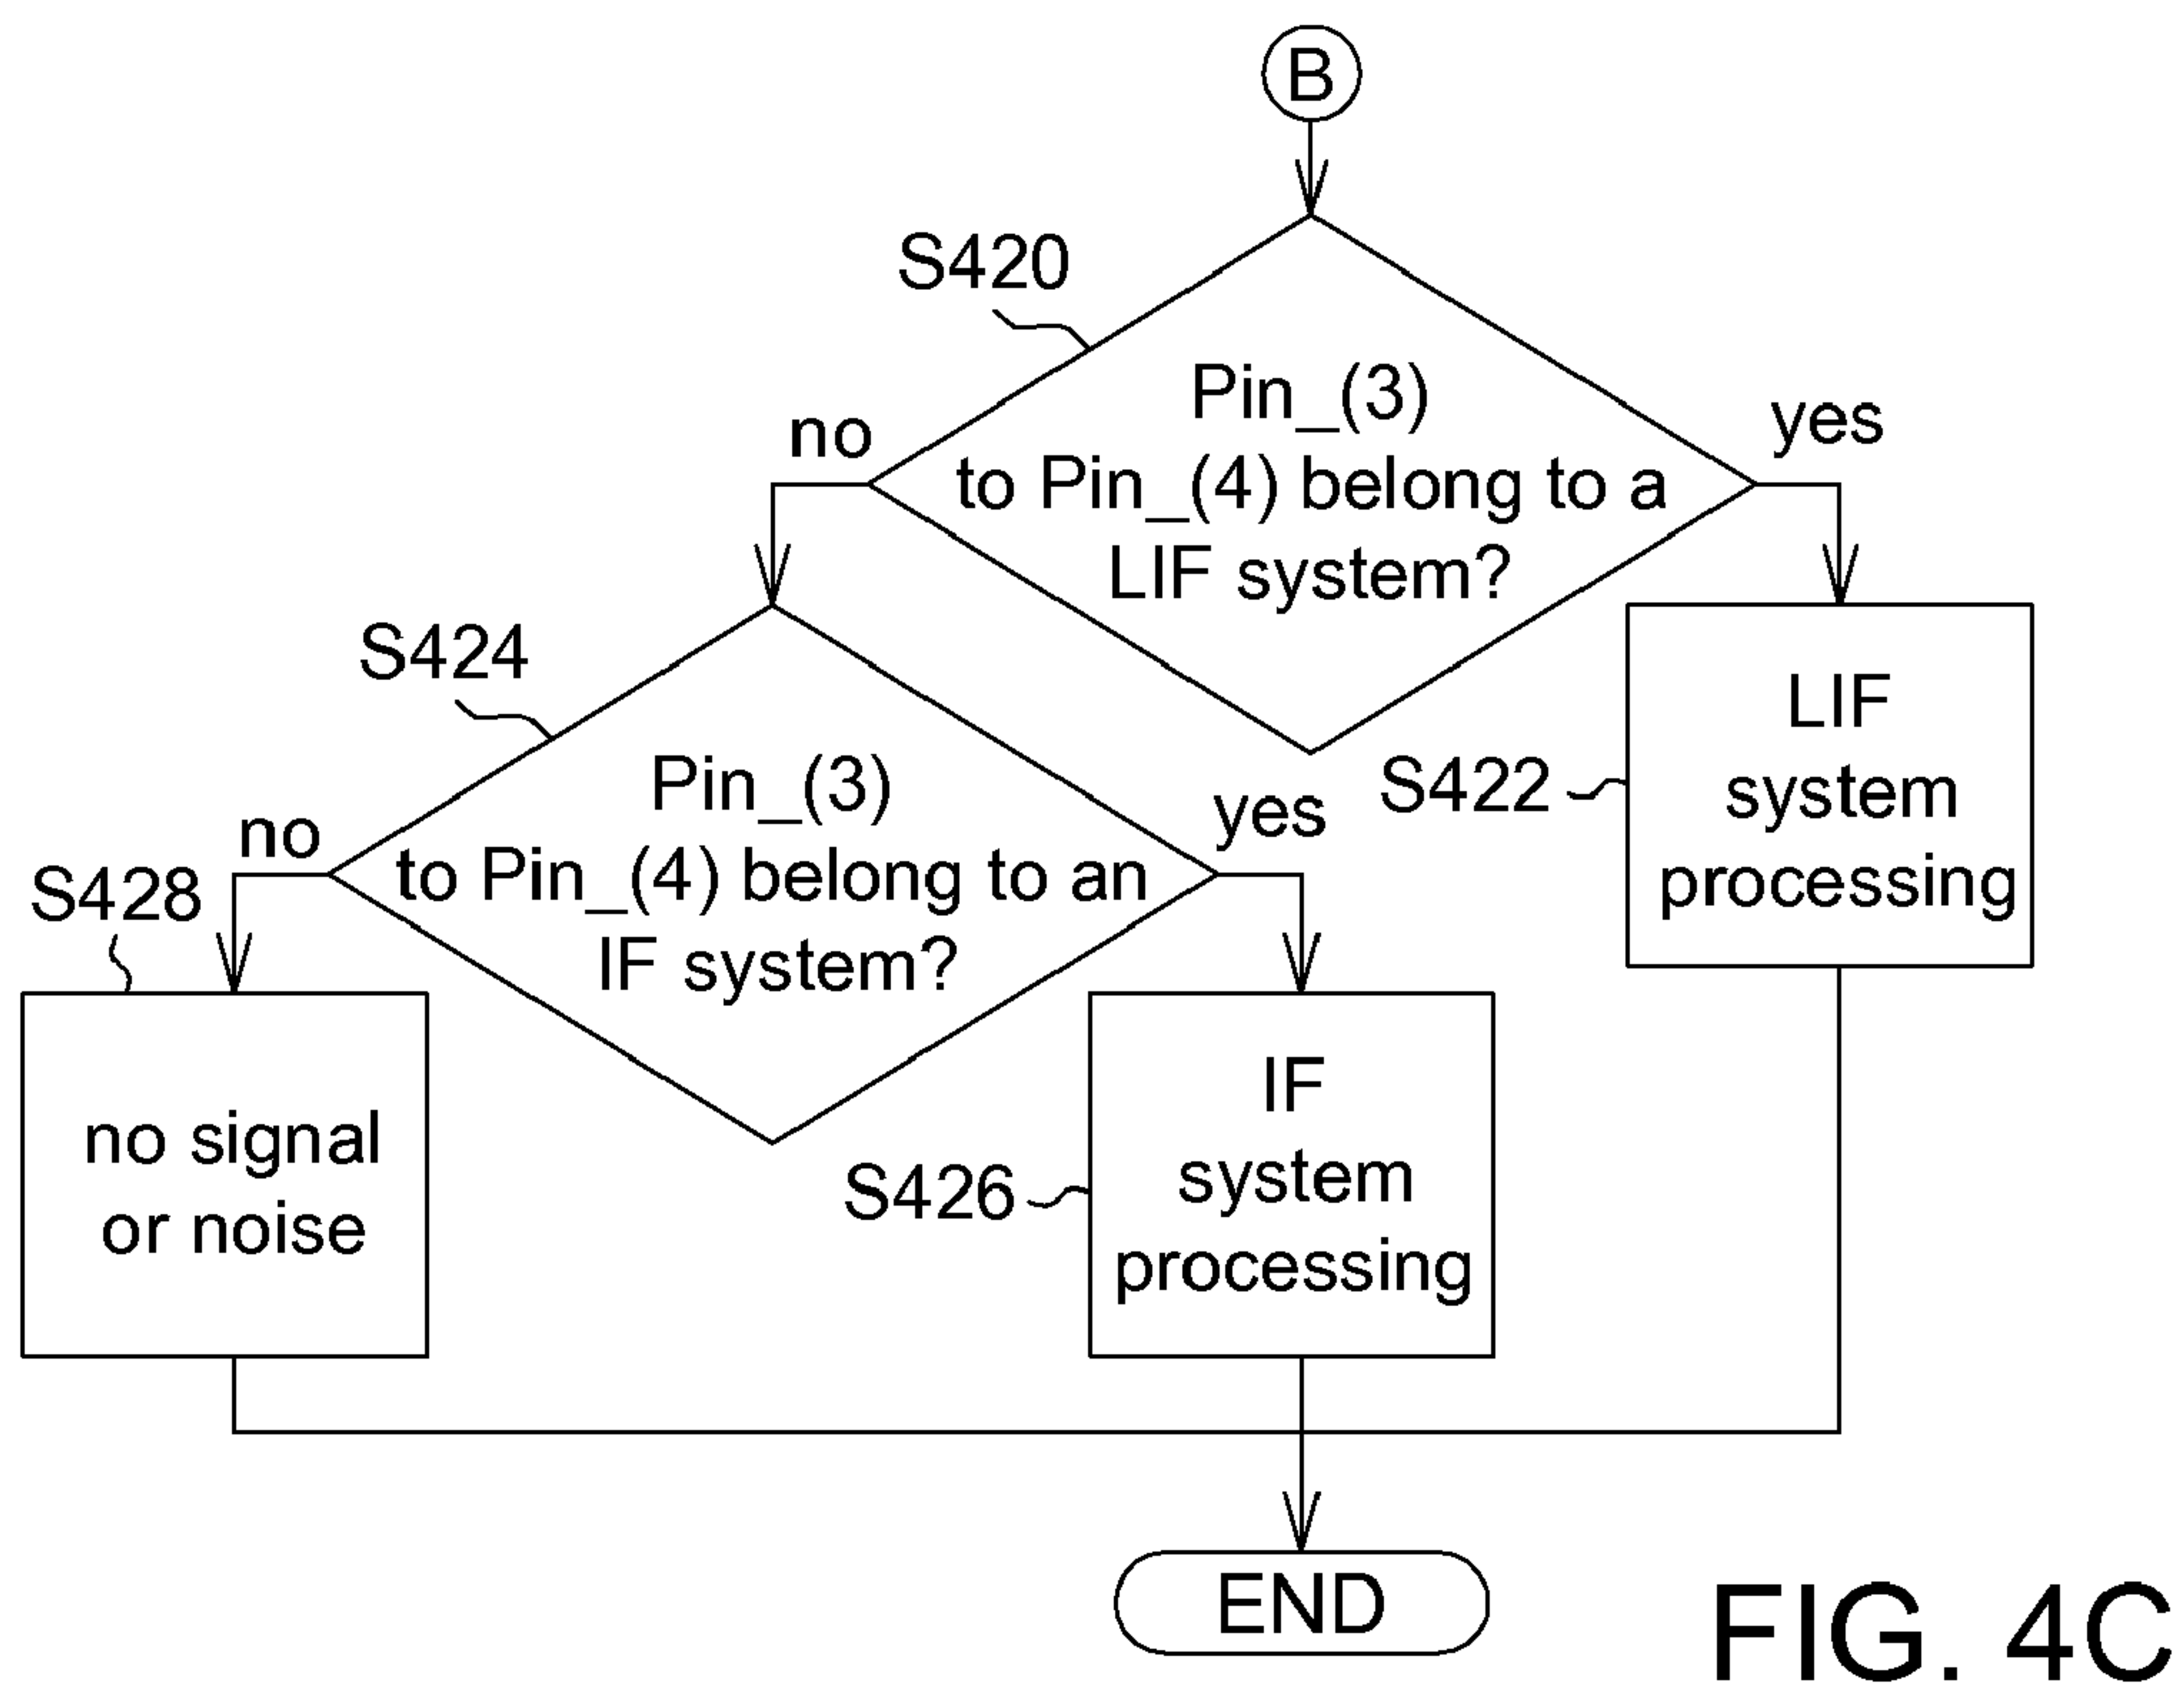 B
S420
Pin_(3)
to Pin_(4) belong to a
LIF system?
no
yes
S424
Pin_(3)
to Pin_(4) belong to an
IF system?
no
yes
S422
LIF
system
processing
S428
no signal
or noise
S426
IF
system
processing
END
FIG. 4C